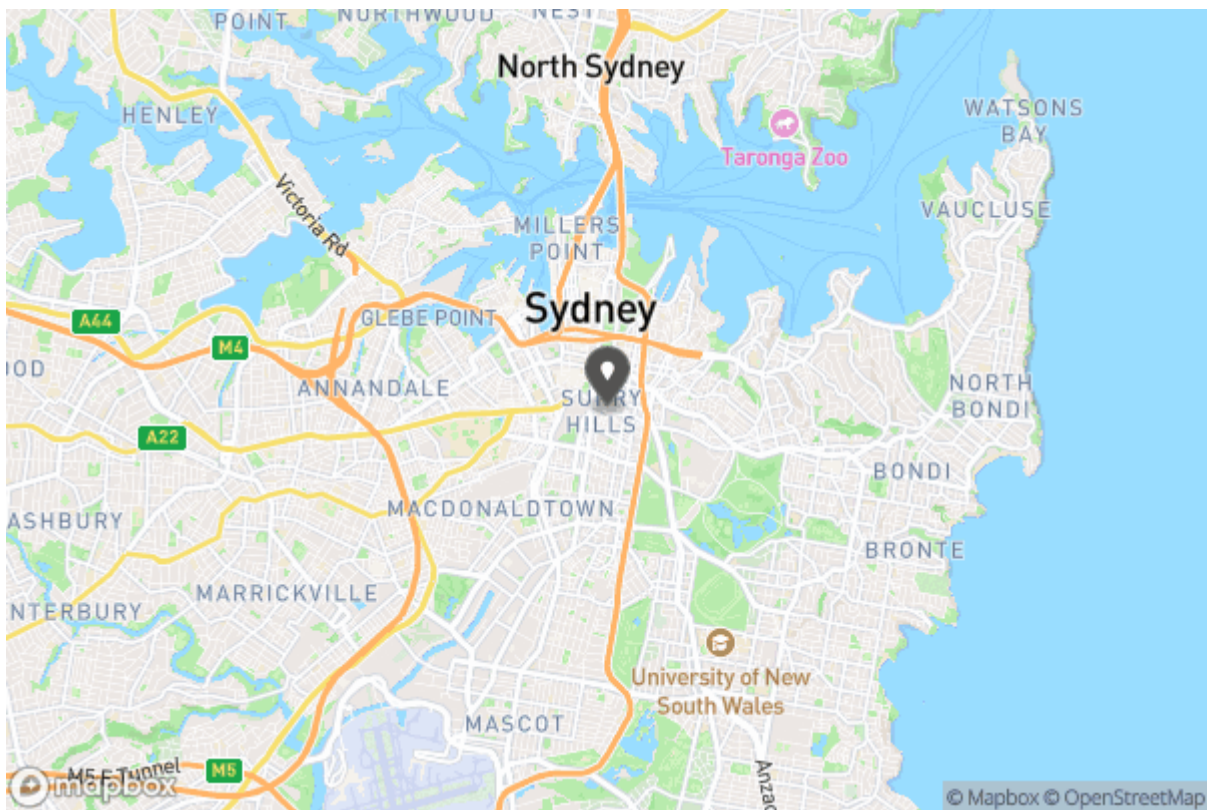 POINT
NORTHWOOD
NEST
North Sydney
HENLEY
WATSONS
BAY
Taronga Zoo
Victoria Rd
VAUCLUSE
MILLERS
POINT
A44
GLEBE POINT
Sydney
M4
OOD
ANNANDALE
SURRY
HILLS
NORTH
BONDI
A22
BONDI
ASHBURY
MACDONALDTOWN
BRONTE
MARRICKVILLE
NTERBURY
University of New
South Wales
MASCOT
M5 E Tunnel
M5
Anzac
mapbox
© Mapbox © OpenStreetMap